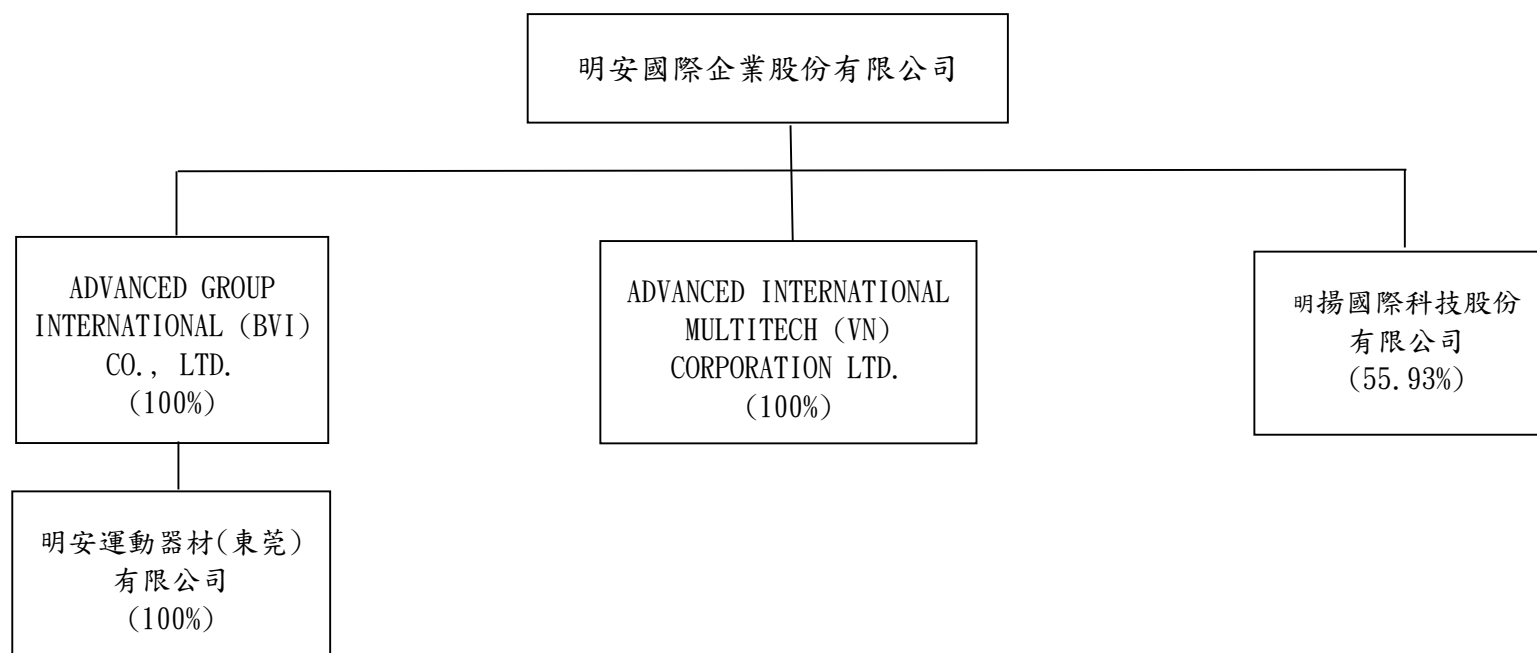 明安國際企業股份有限公司
ADVANCED GROUP
INTERNATIONAL (BVI)
CO., LTD.
(100%)
ADVANCED INTERNATIONAL
MULTITECH (VN)
CORPORATION LTD.
(100%)
明揚國際科技股份
有限公司
(55.93%)
明安運動器材(東莞)
有限公司
(100%)